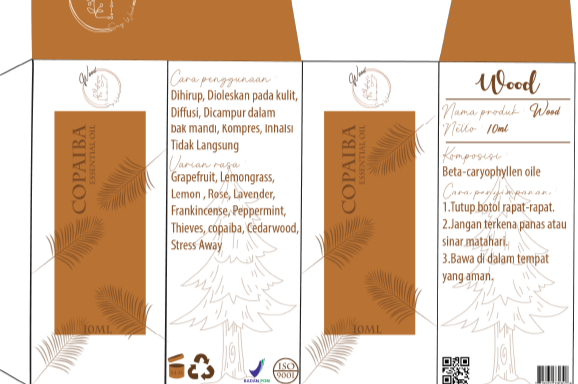 Wood
COPAIBA
ESSENTIAL OIL
10ML
Cara penggunaan :
Dihirup, Dioleskan pada kulit,
Diffusi, Dicampur dalam
bak mandi, Kompres, Inhalsi
Tidak Langsung
Varian rasa
Grapefruit, Lemongrass,
Lemon , Rose, Lavender,
Frankincense, Peppermint,
Thieves, copaiba, Cedarwood,
Stress Away
BADAN POM
ISO
9001
Wood
COPAIBA
ESSENTIAL OIL
10ML
Wood
Nama produk Wood
Netto 10ml
Komposisi
Beta-caryophyllen oile
Cara penyimpanan
1.Tutup botol rapat-rapat.
2.Jangan terkena panas atau
sinar matahari.
3.Bawa di dalam tempat
yang aman.